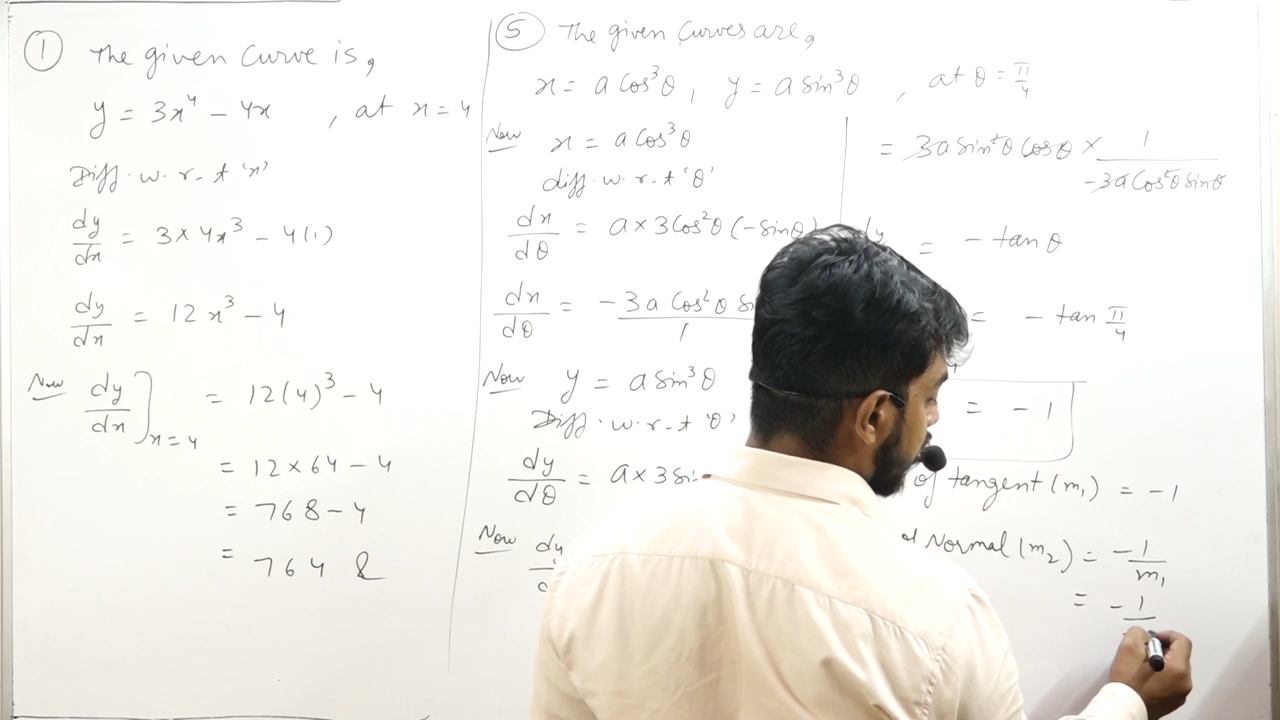 ① The given curve is,
y = 3x⁴ - 4x , at x = 4
Diff. w. r. t 'x'
dy/dx = 3 × 4x³ - 4(1)
dy/dx = 12x³ - 4
Now dy/dx]x=4 = 12(4)³ - 4
= 12 × 64 - 4
= 768 - 4
= 764
⑤ The given curves are,
x = a cos³θ, y = a sin³θ , at θ = π/4
Now x = a cos³θ
diff. w. r. t 'θ'
dx/dθ = a × 3cos²θ (-sinθ)
dx/dθ = -3a cos²θ
1
Now y = a sin³θ
Diff. w. r. t 'θ'
dy/dθ = a × 3
Now dy
= 3a sin²θ cosθ × 1/-3a cos²θ sinθ
dy = - tan θ
= - tan π/4
= -1
of tangent (m₁) = -1
Normal (m₂) = -1/m₁
= -1